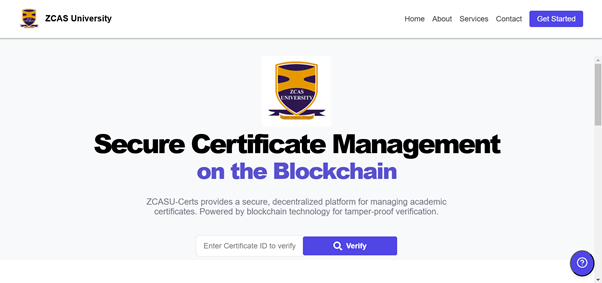 ZCAS University
Home About Services Contact Get Started
ZCAS
UNIVERSITY
Secure Certificate Management
on the Blockchain
ZCASU-Certs provides a secure, decentralized platform for managing academic
certificates. Powered by blockchain technology for tamper-proof verification.
Enter Certificate ID to verify Verify